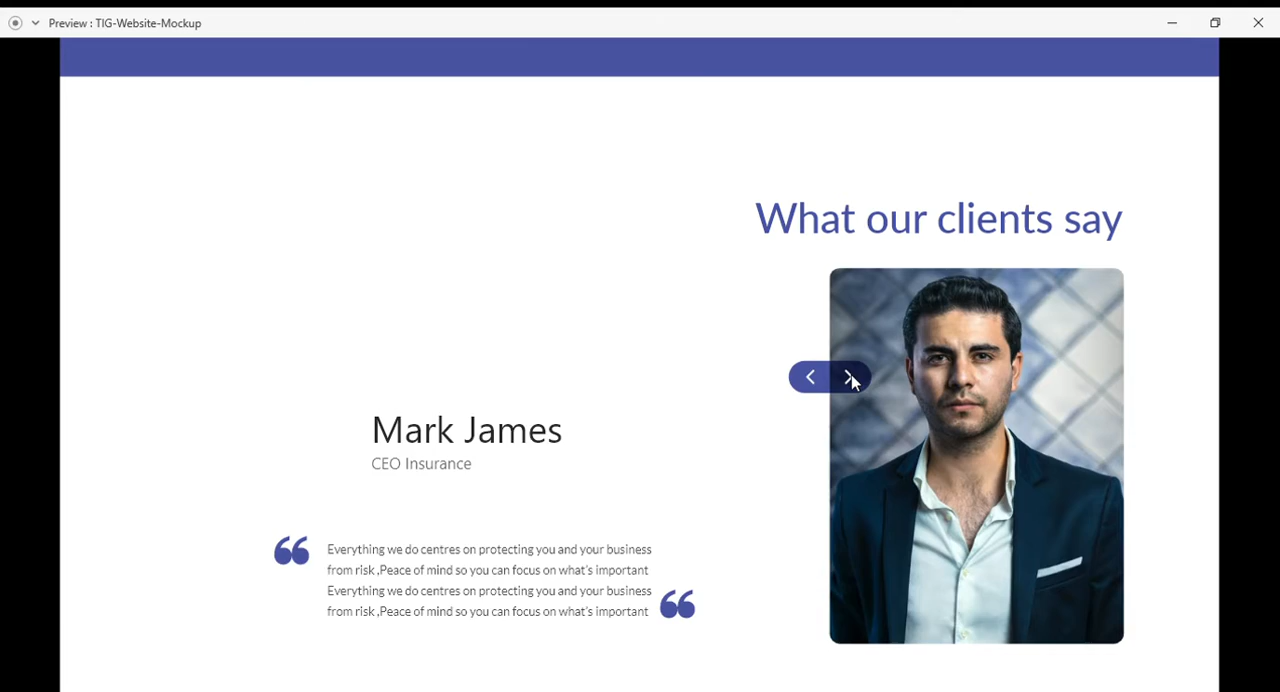 Preview : TIG-Website-Mockup
What our clients say
Mark James
CEO Insurance
Everything we do centres on protecting you and your business
from risk ,Peace of mind so you can focus on what's important
Everything we do centres on protecting you and your business
from risk ,Peace of mind so you can focus on what's important